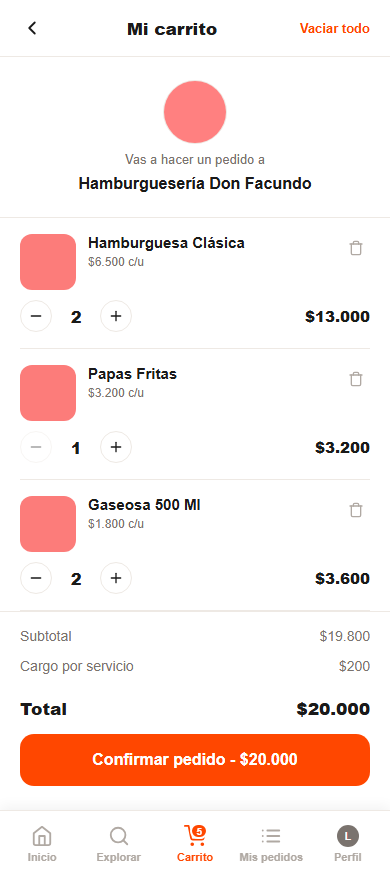 Mi carrito
Vaciar todo
Vas a hacer un pedido a
Hamburguesería Don Facundo
Hamburguesa Clásica
$6.500 c/u
2
$13.000
Papas Fritas
$3.200 c/u
1
$3.200
Gaseosa 500 Ml
$1.800 c/u
2
$3.600
Subtotal
$19.800
Cargo por servicio
$200
Total
$20.000
Confirmar pedido - $20.000
5
L
Inicio
Explorar
Carrito
Mis pedidos
Perfil